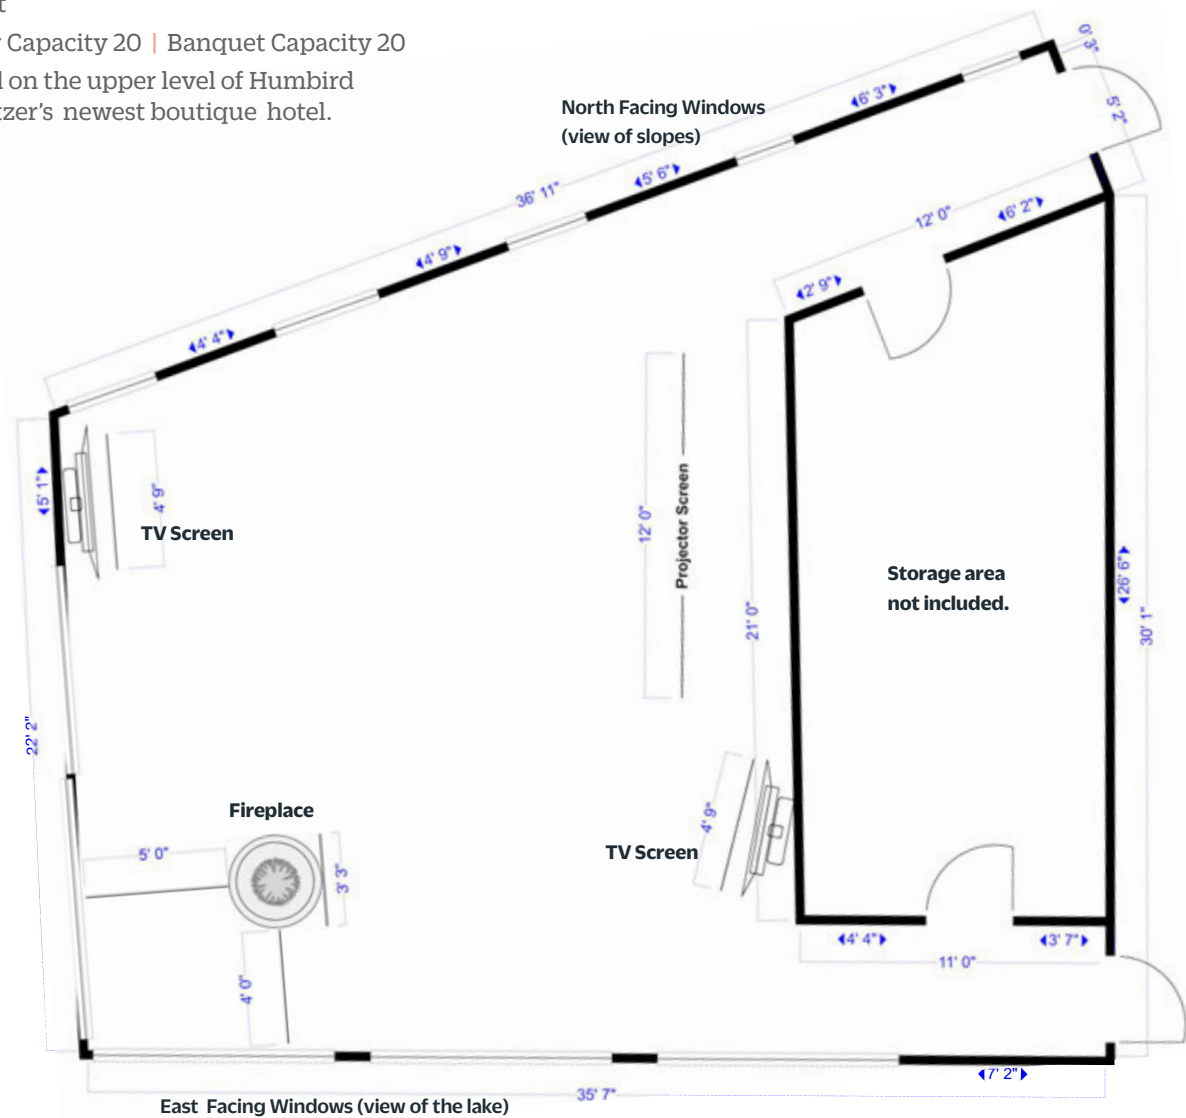 Capacity 20 | Banquet Capacity 20
on the upper level of Humbird
newest boutique hotel.
0' 3"
5' 2"
North Facing Windows
(view of slopes)
6' 3"
5' 6"
36' 11"
4' 9"
4' 4"
12' 0"
6' 2"
2' 9"
5' 1"
4' 9"
TV Screen
12' 0"
Projector Screen
21' 0"
Storage area
not included.
26' 6"
30' 1"
22' 2"
Fireplace
5' 0"
3' 3"
4' 0"
4' 9"
TV Screen
4' 4"
3' 7"
11' 0"
7' 2"
35' 7"
East Facing Windows (view of the lake)